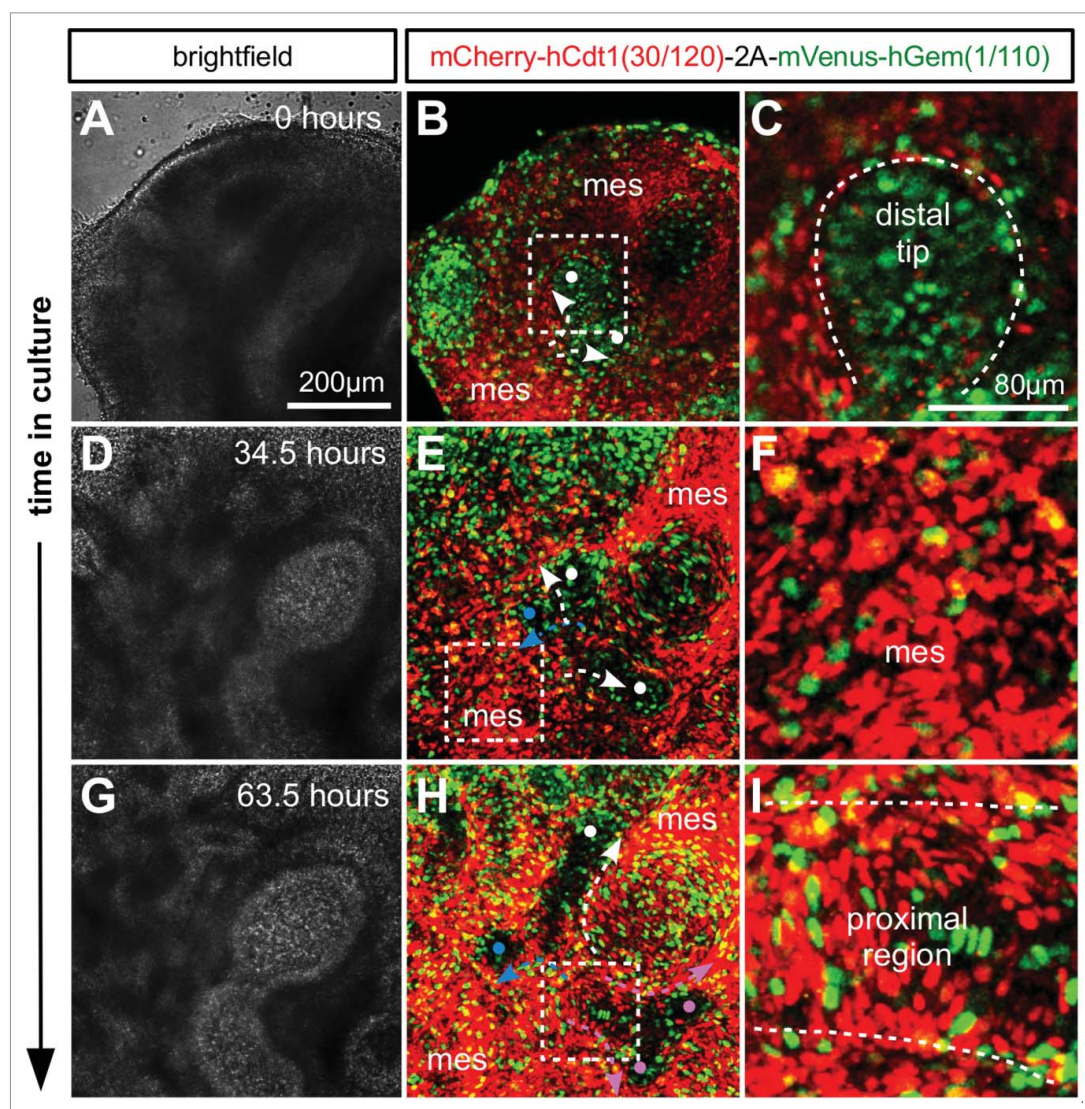 brightfield
mCherry-hCdt1(30/120)-2A-mVenus-hGem(1/110)
time in culture
A
0 hours
200µm
B
mes
mes
C
distal
tip
80µm
D
34.5 hours
E
mes
mes
F
mes
G
63.5 hours
H
mes
mes
I
proximal
region